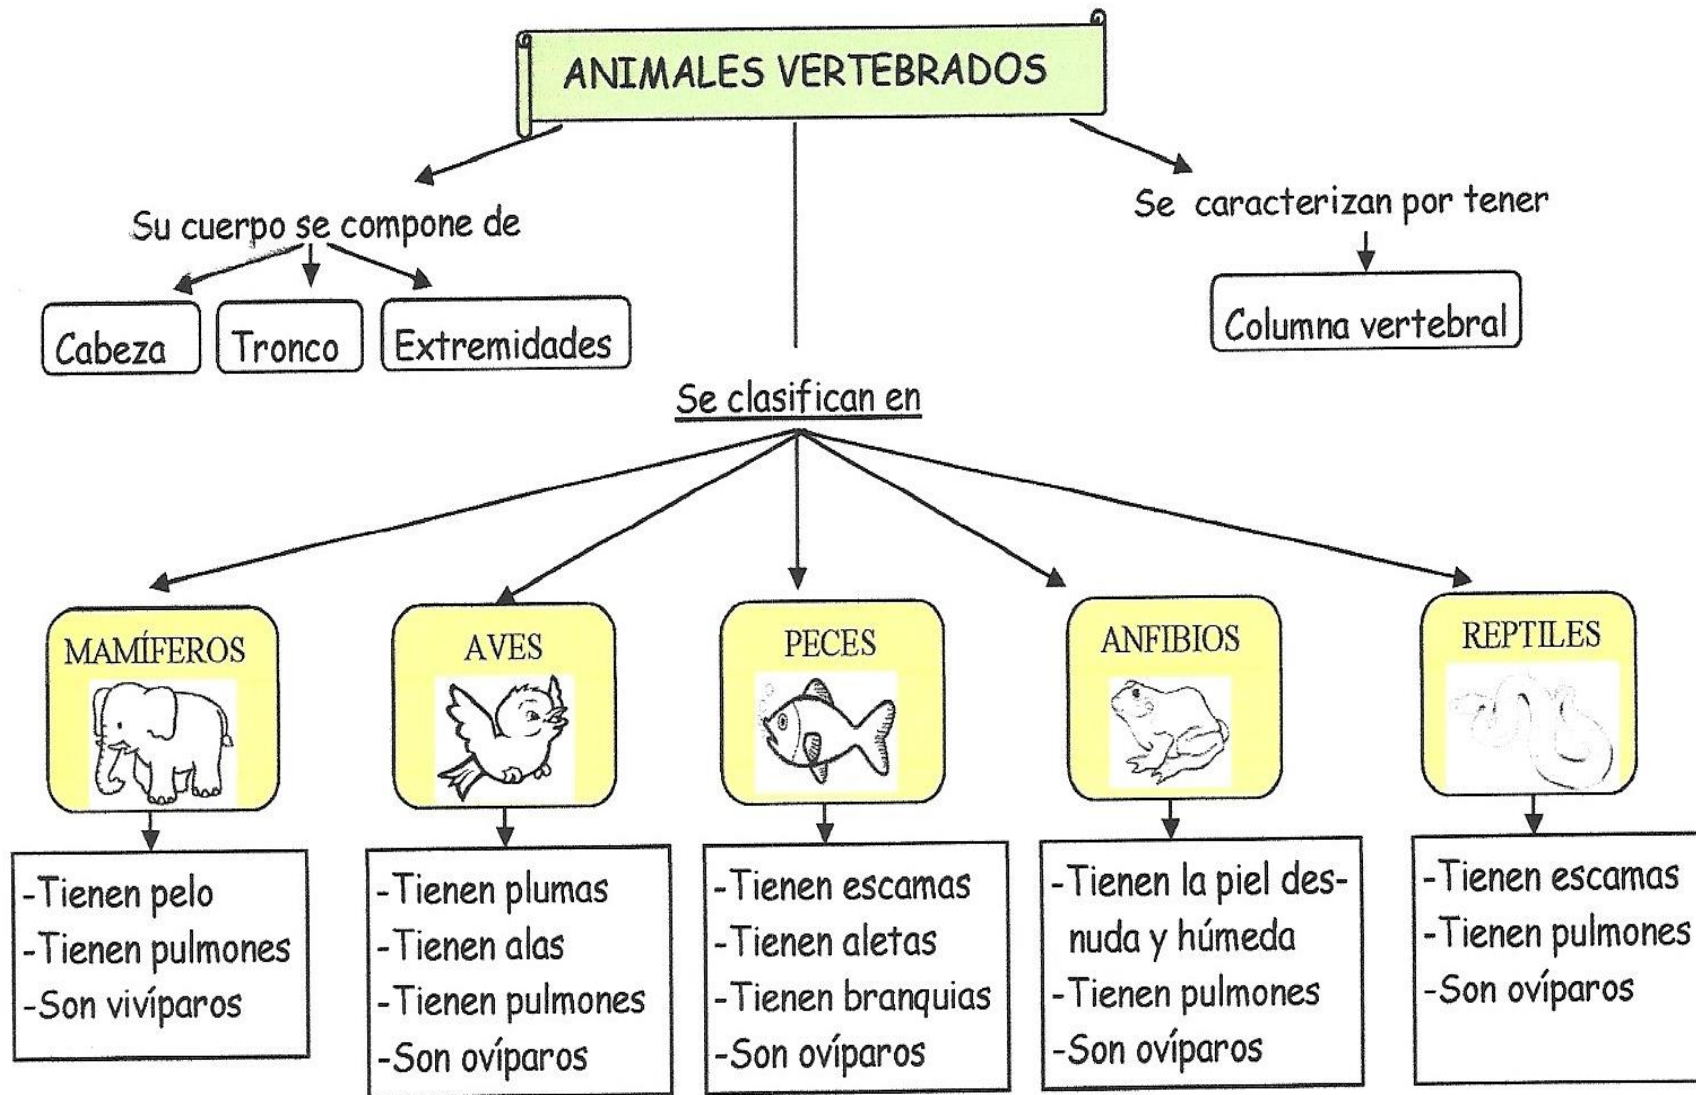 ANIMALES VERTEBRADOS
Su cuerpo se compone de
Cabeza
Tronco
Extremidades
Se caracterizan por tener
Columna vertebral
Se clasifican en
MAMÍFEROS
-Tienen pelo
-Tienen pulmones
-Son vivíparos
AVES
-Tienen plumas
-Tienen alas
-Tienen pulmones
-Son ovíparos
PECES
-Tienen escamas
-Tienen aletas
-Tienen branquias
-Son ovíparos
ANFIBIOS
-Tienen la piel des-
nuda y húmeda
-Tienen pulmones
-Son ovíparos
REPTILES
-Tienen escamas
-Tienen pulmones
-Son ovíparos